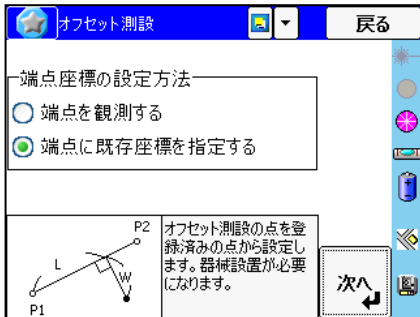 オフセット測設
戻る
端点座標の設定方法
端点を観測する
端点に既存座標を指定する
P2
L
W
P1
オフセット測設の点を登
録済みの点から設定し
ます。器械設置が必要
になります。
次へ